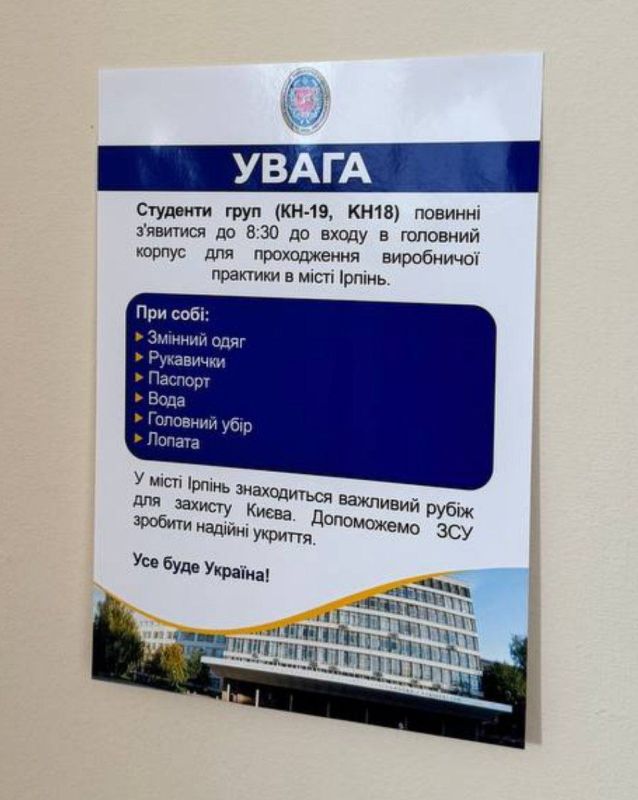 УВАГА
Студенти груп (КН-19, КН18) повинні
з'явитися до 8:30 до входу в головний
корпус для проходження виробничої
практики в місті Ірпінь.
При собі:
Змінний одяг
Рукавички
Паспорт
Вода
Головний убір
Лопата
У місті Ірпінь знаходиться важливий рубіж
для захисту Києва. Допоможемо ЗСУ
зробити надійні укриття.
Усе буде Україна!